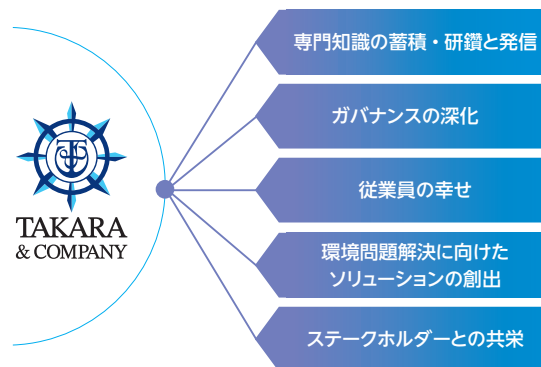 専門知識の蓄積・研鑽と発信
ガバナンスの深化
従業員の幸せ
環境問題解決に向けた
ソリューションの創出
ステークホルダーとの共栄
TAKARA
& COMPANY